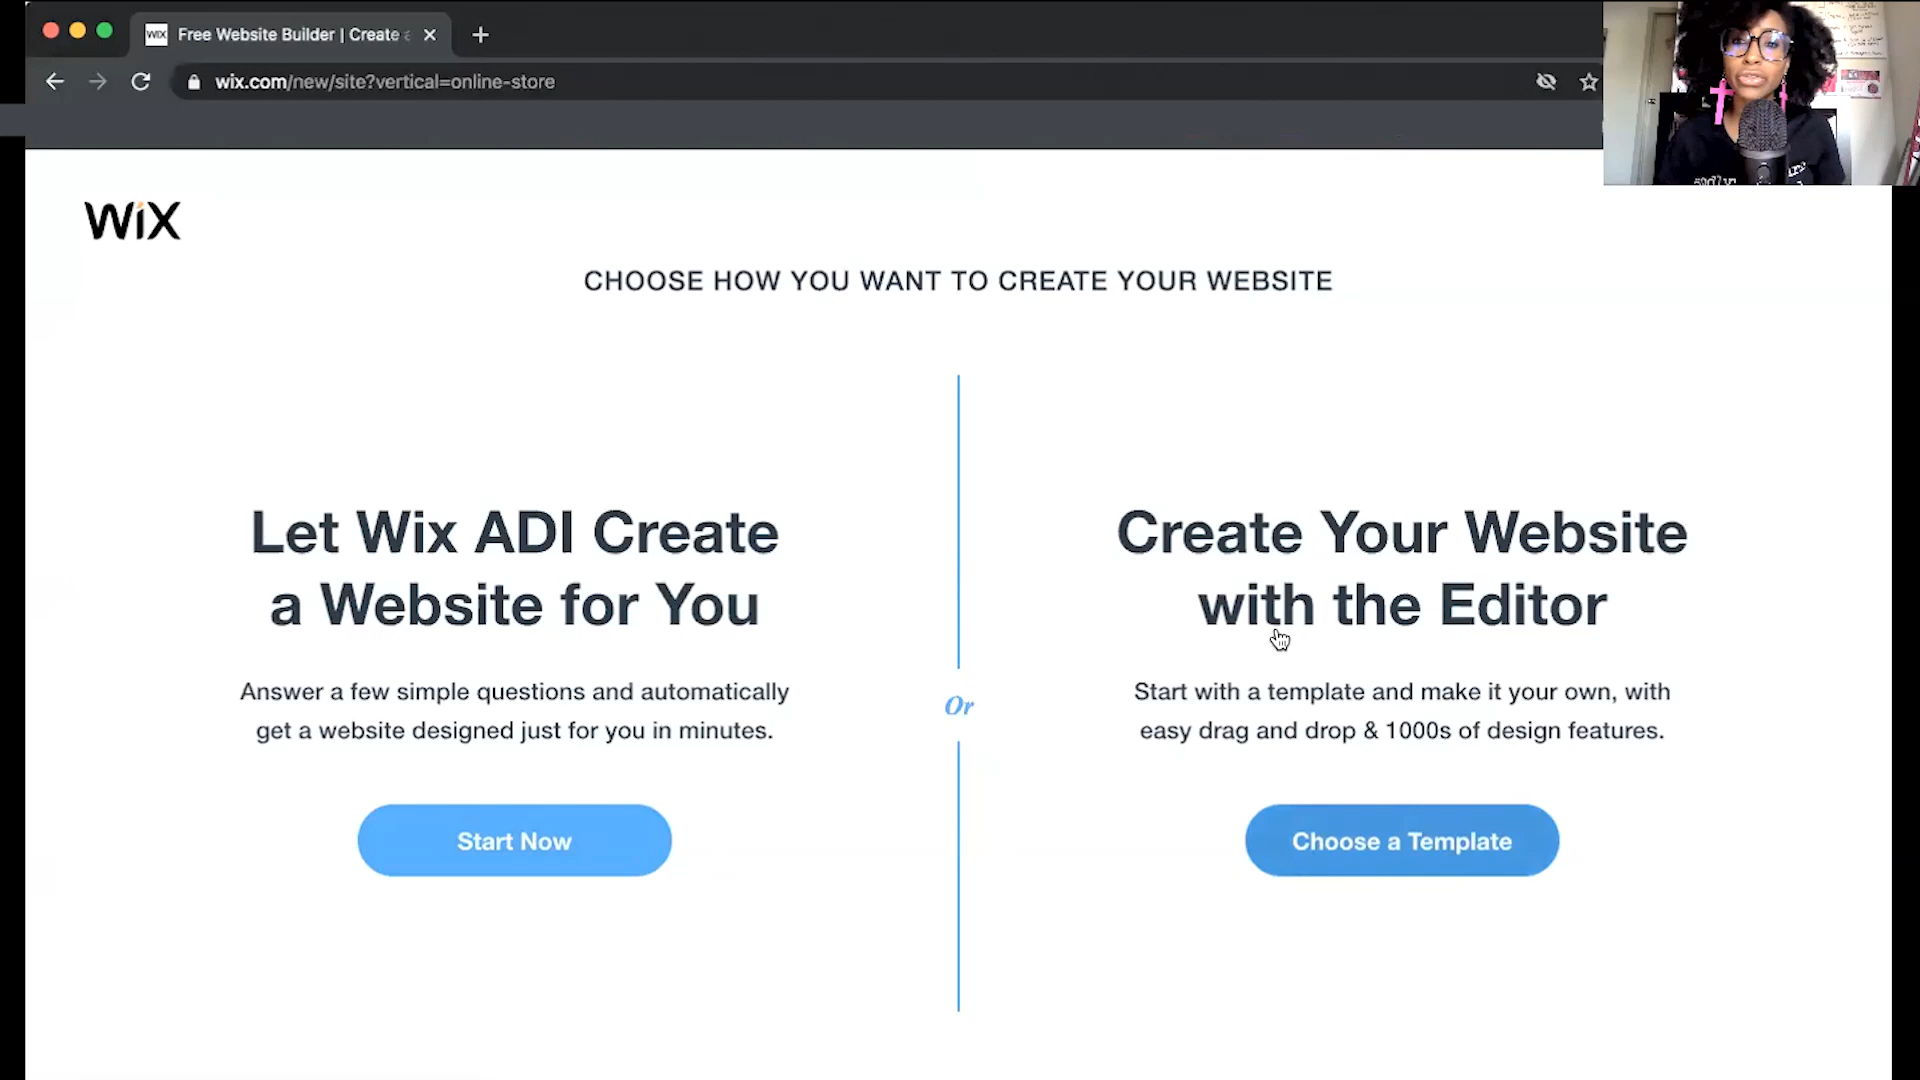 WIX Free Website Builder | Create
wix.com/new/site?vertical=online-store
WiX
CHOOSE HOW YOU WANT TO CREATE YOUR WEBSITE
Let Wix ADI Create
a Website for You
Answer a few simple questions and automatically
get a website designed just for you in minutes.
Start Now
Or
Create Your Website
with the Editor
Start with a template and make it your own, with
easy drag and drop & 1000s of design features.
Choose a Template